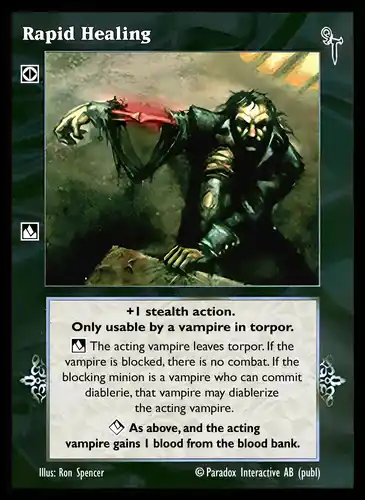 Rapid Healing
+1 stealth action.
Only usable by a vampire in torpor.
The acting vampire leaves torpor. If the
vampire is blocked, there is no combat. If the
blocking minion is a vampire who can commit
diablerie, that vampire may diablerize
the acting vampire.
As above, and the acting
vampire gains 1 blood from the blood bank.
Illus: Ron Spencer © Paradox Interactive AB (publ)